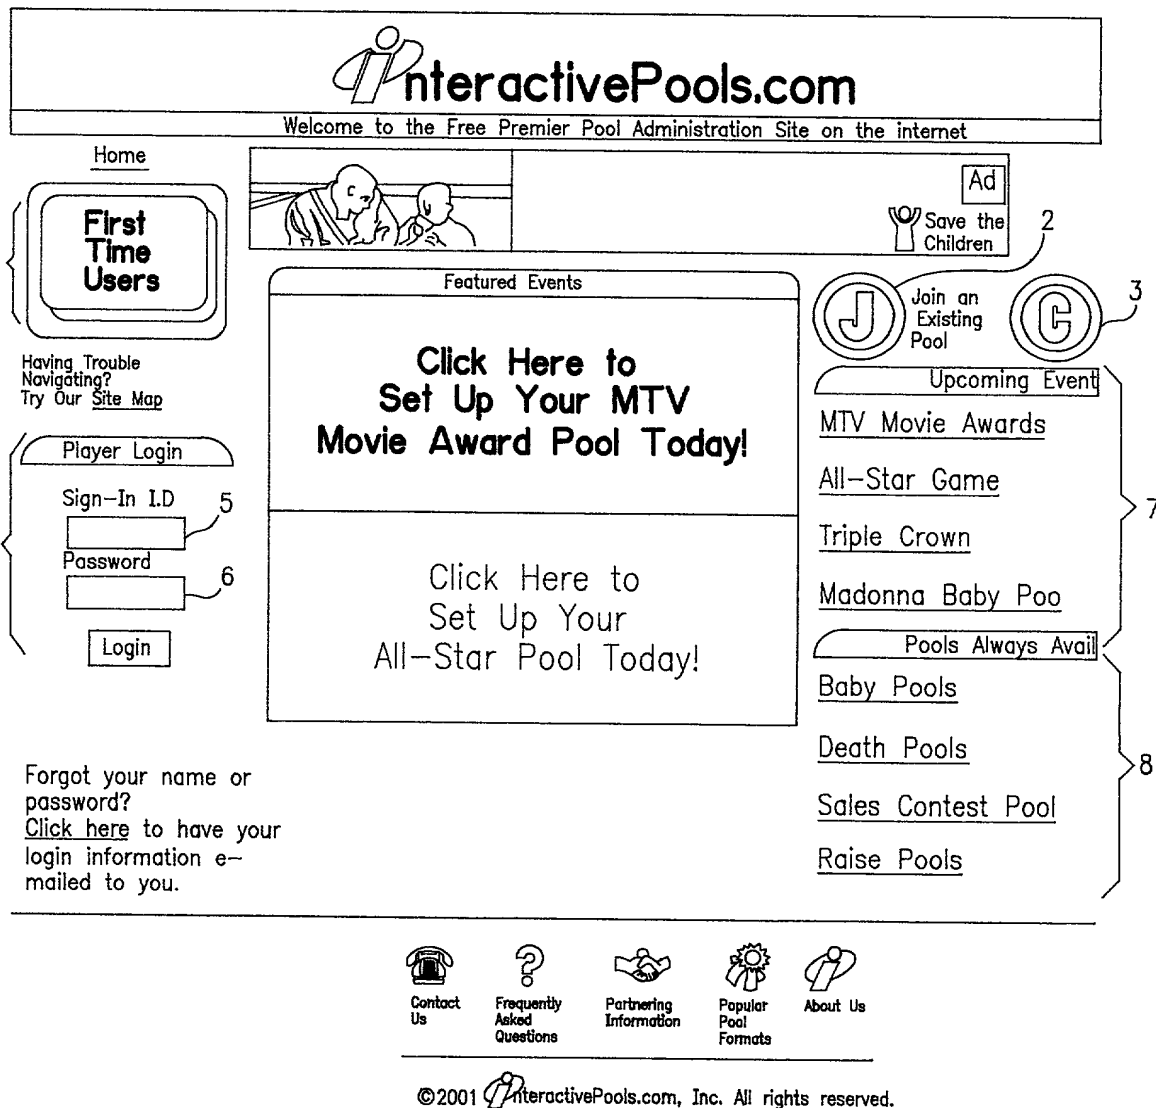 interactivePools.com
Welcome to the Free Premier Pool Administration Site on the internet
Home
First
Time
Users
Having Trouble
Navigating?
Try Our Site Map
Player Login
Sign-In I.D
5
Password
6
Login
Forgot your name or
password?
Click here to have your
login information e-
mailed to you.
Ad
Save the
Children
Featured Events
Click Here to
Set Up Your MTV
Movie Award Pool Today!
Click Here to
Set Up Your
All-Star Pool Today!
2
J
Join an
Existing
Pool
C
3
Upcoming Event
MTV Movie Awards
All-Star Game
Triple Crown
Madonna Baby Poo
7
Pools Always Avail
Baby Pools
Death Pools
Sales Contest Pool
Raise Pools
8
Contact
Us
Frequently
Asked
Questions
Partnering
Information
Popular
Pool
Formats
About Us
©2001 interactivePools.com, Inc. All rights reserved.